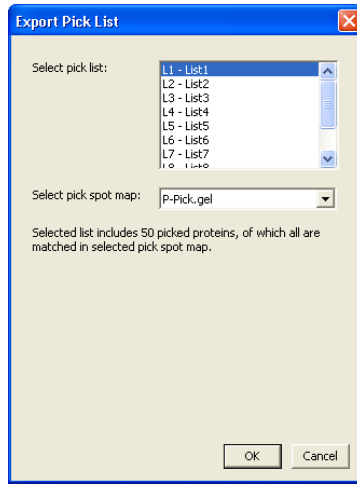 Export Pick List
Select pick list:
L1 - List1
L2 - List2
L3 - List3
L4 - List4
L5 - List5
L6 - List6
L7 - List7
L8 - List8
Select pick spot map:
P-Pick.gel
Selected list includes 50 picked proteins, of which all are
matched in selected pick spot map.
OK
Cancel